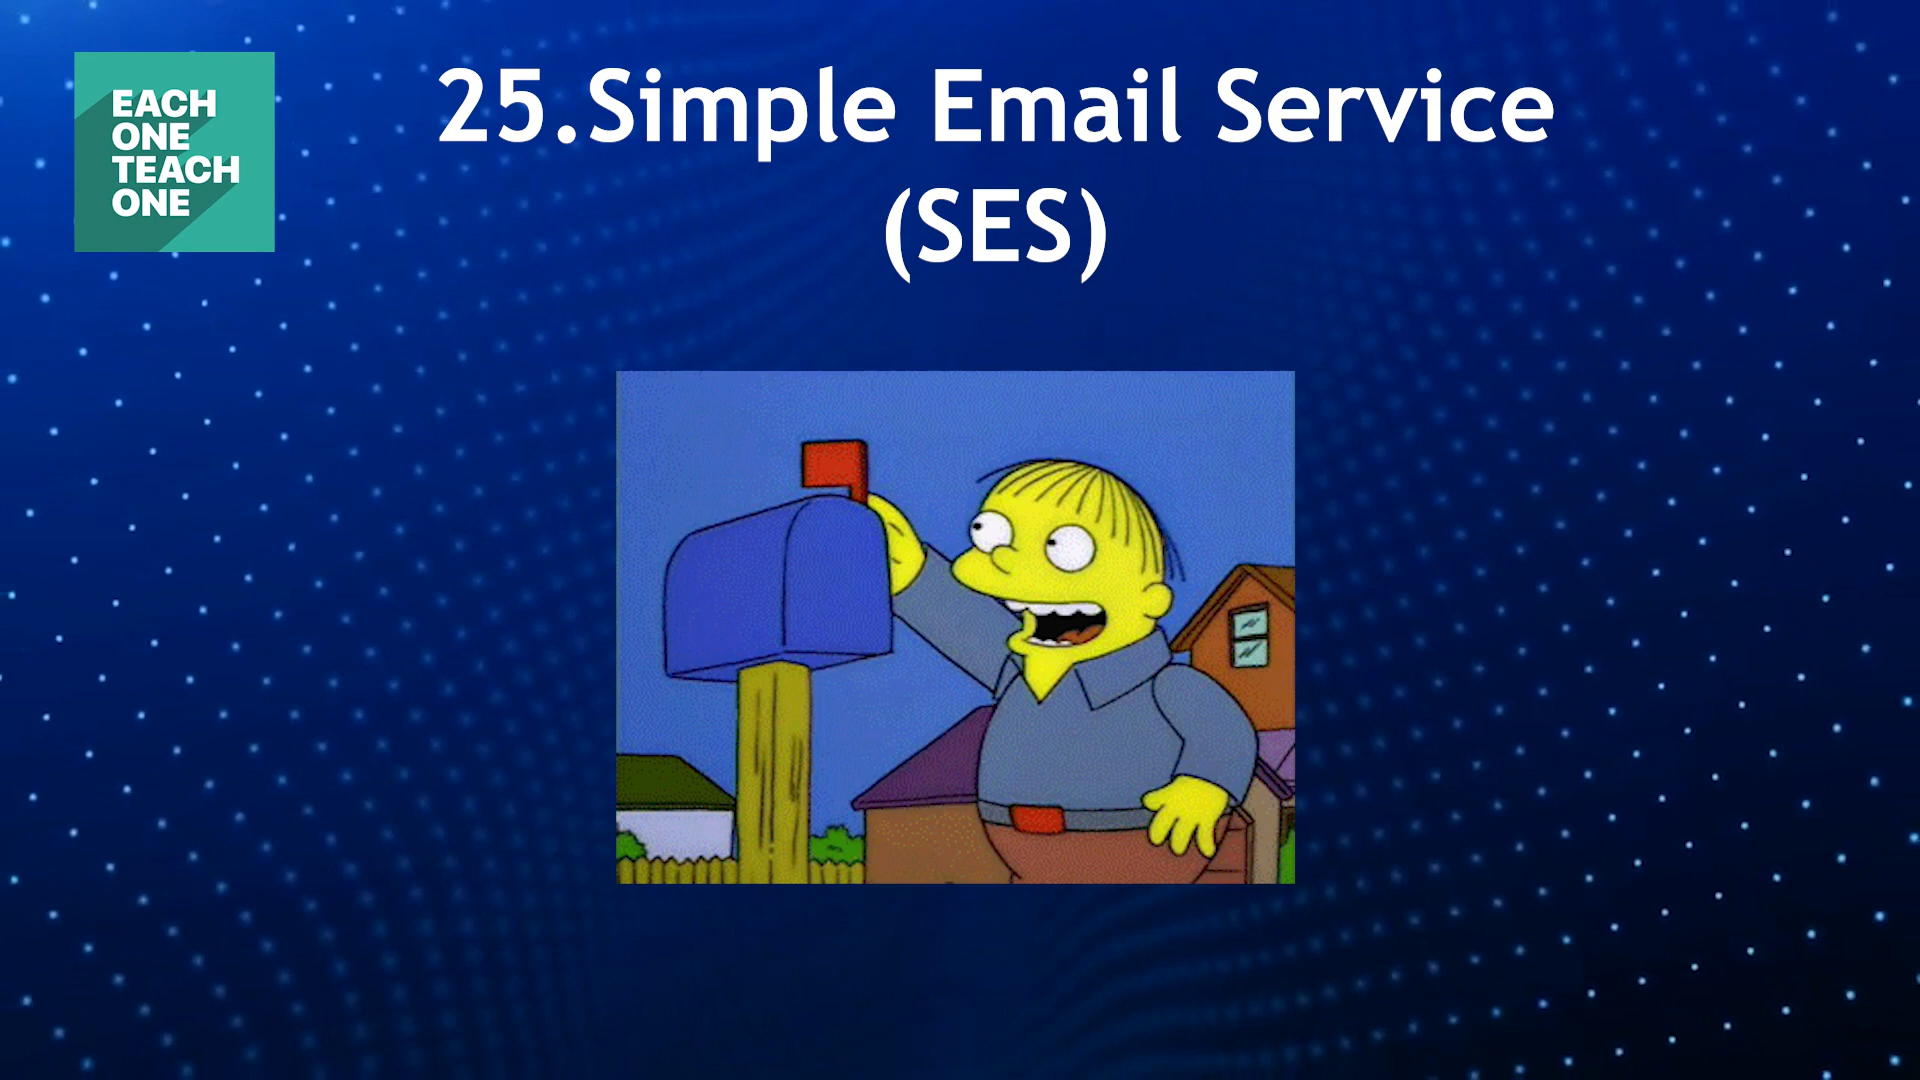 EACH
ONE
TEACH
ONE
25.Simple Email Service
(SES)